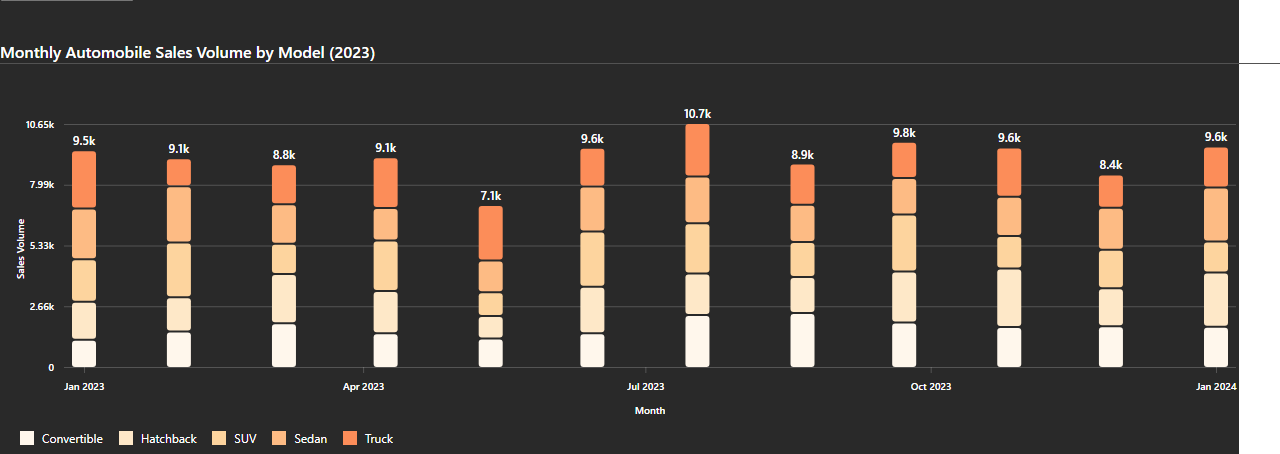 Monthly Automobile Sales Volume by Model (2023)
10.7k
10.65k
9.5k
9.1k
8.8k
9.1k
7.1k
9.6k
8.9k
9.8k
9.6k
8.4k
9.6k
7.99k
5.33k
2.66k
0
Sales Volume
Jan 2023
Apr 2023
Jul 2023
Oct 2023
Jan 2024
Month
Convertible
Hatchback
SUV
Sedan
Truck